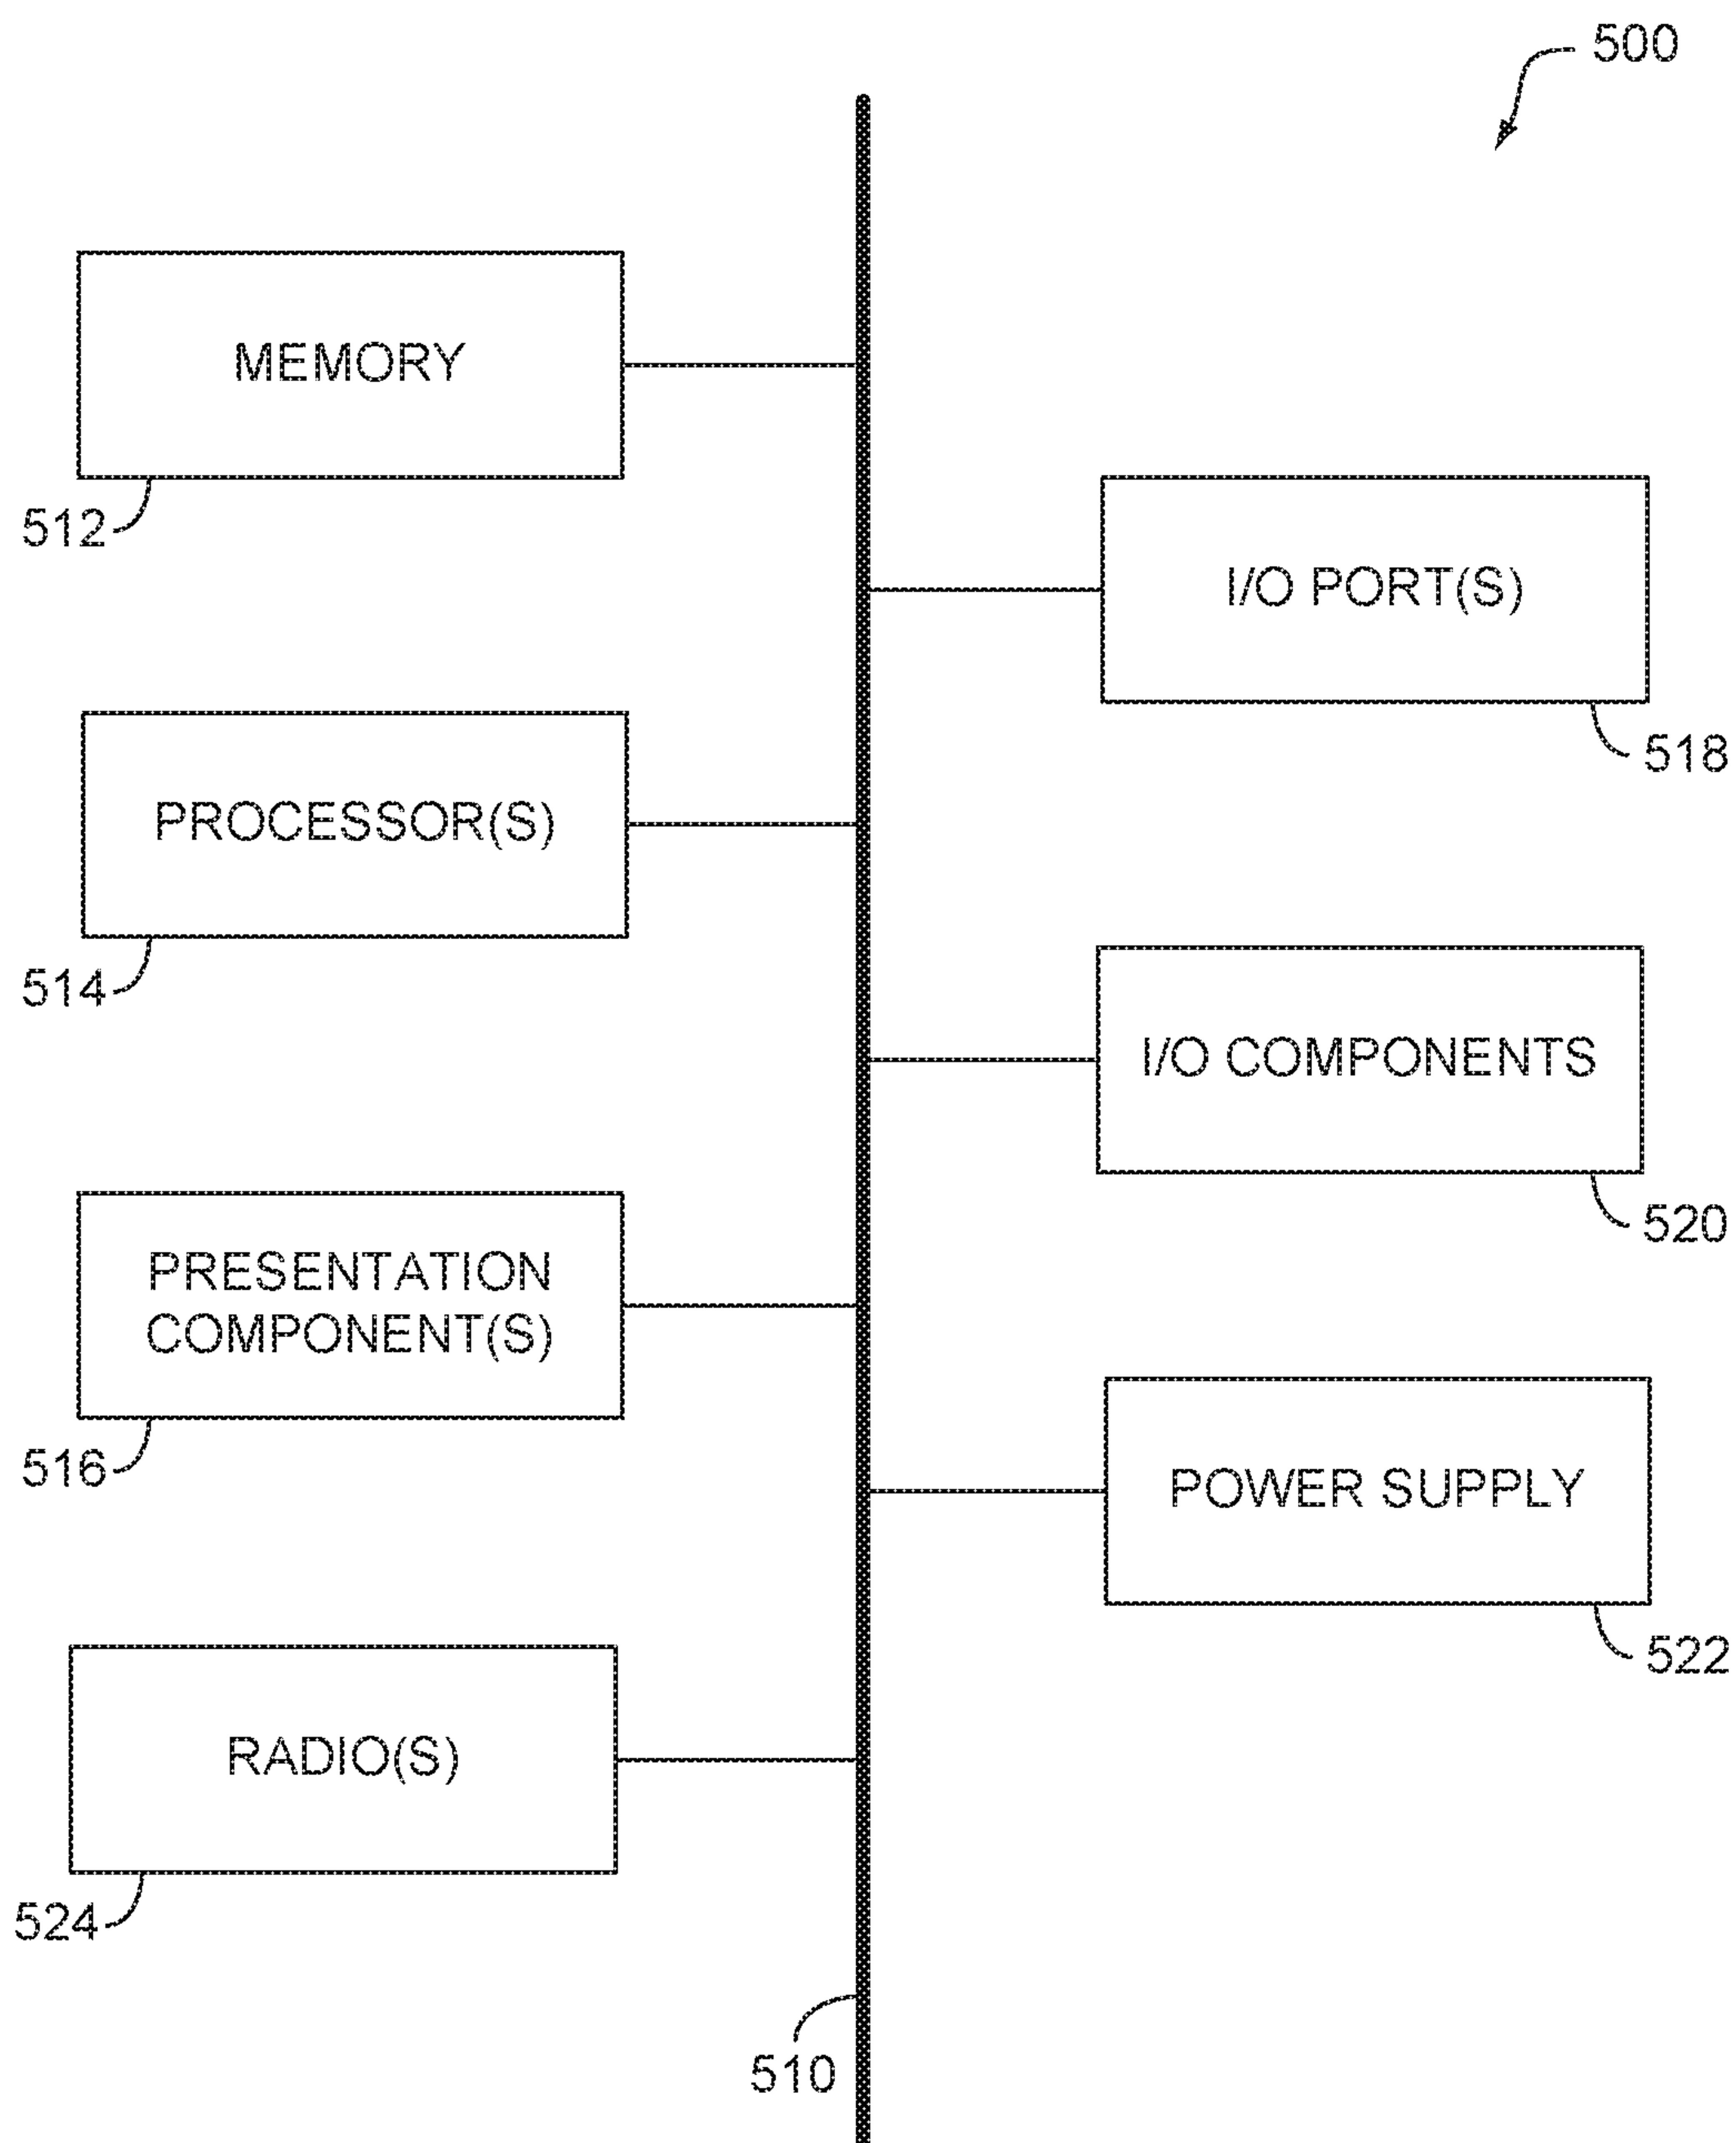 500
MEMORY
512
I/O PORT(S)
518
PROCESSOR(S)
514
I/O COMPONENTS
520
PRESENTATION
COMPONENT(S)
516
POWER SUPPLY
522
RADIO(S)
524
510